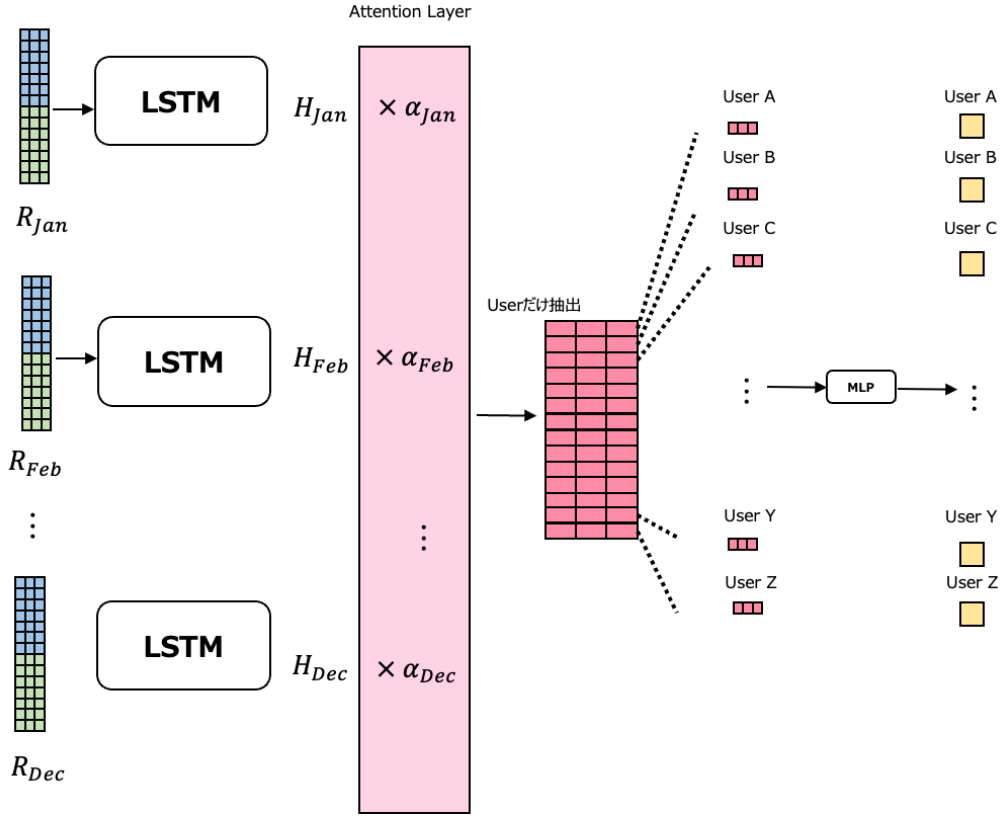 Attention Layer
LSTM
H_Jan
× α_Jan
R_Jan
LSTM
H_Feb
× α_Feb
R_Feb
⋮
⋮
LSTM
H_Dec
× α_Dec
R_Dec
Userだけ抽出
User A
User A
User B
User B
User C
User C
⋮
MLP
⋮
User Y
User Y
User Z
User Z